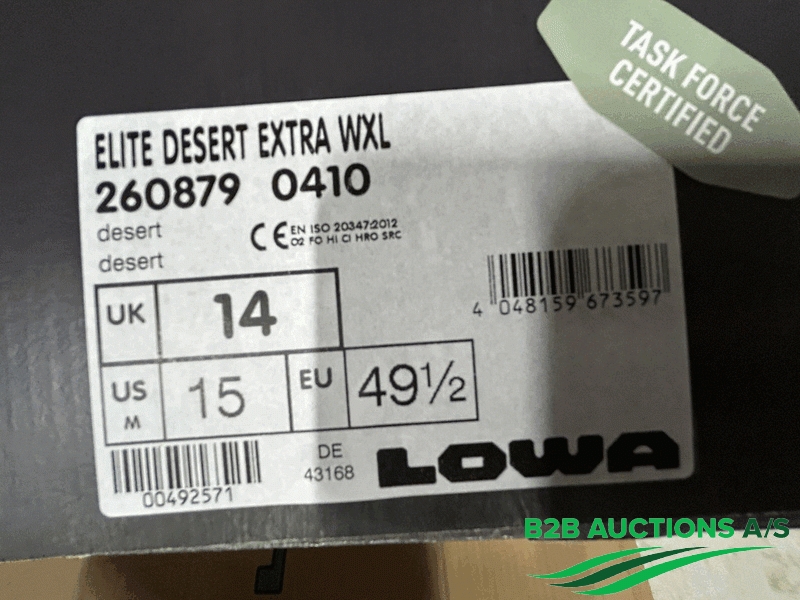 TASK FORCE
CERTIFIED
ELITE DESERT EXTRA WXL
260879 0410
desert
desert
CE EN ISO 20347:2012
O2 FO HI CI HRO SRC
UK 14
4 048159 673597
US M 15 EU 49½
00492571
DE
43168
LOWA
B2B AUCTIONS A/S